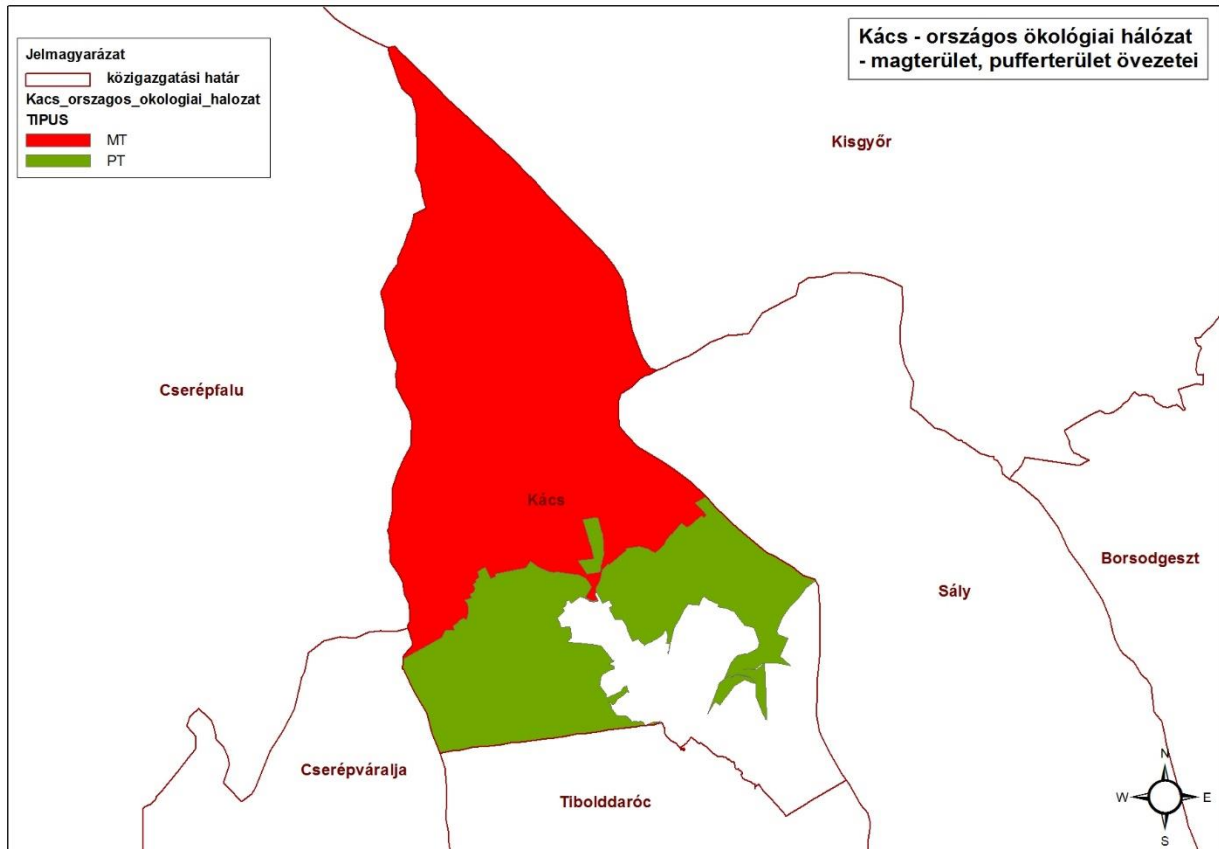 Jelmagyarázat
közigazgatási határ
Kacs_orszagos_okologiai_halozat
TIPUS
MT
PT
Kács - országos ökológiai hálózat
- magterület, pufferterület övezetei
Kisgyőr
Cserépfalu
Kács
Borsodgeszt
Sály
Cserépváralja
Tibolddaróc
N
W
E
S